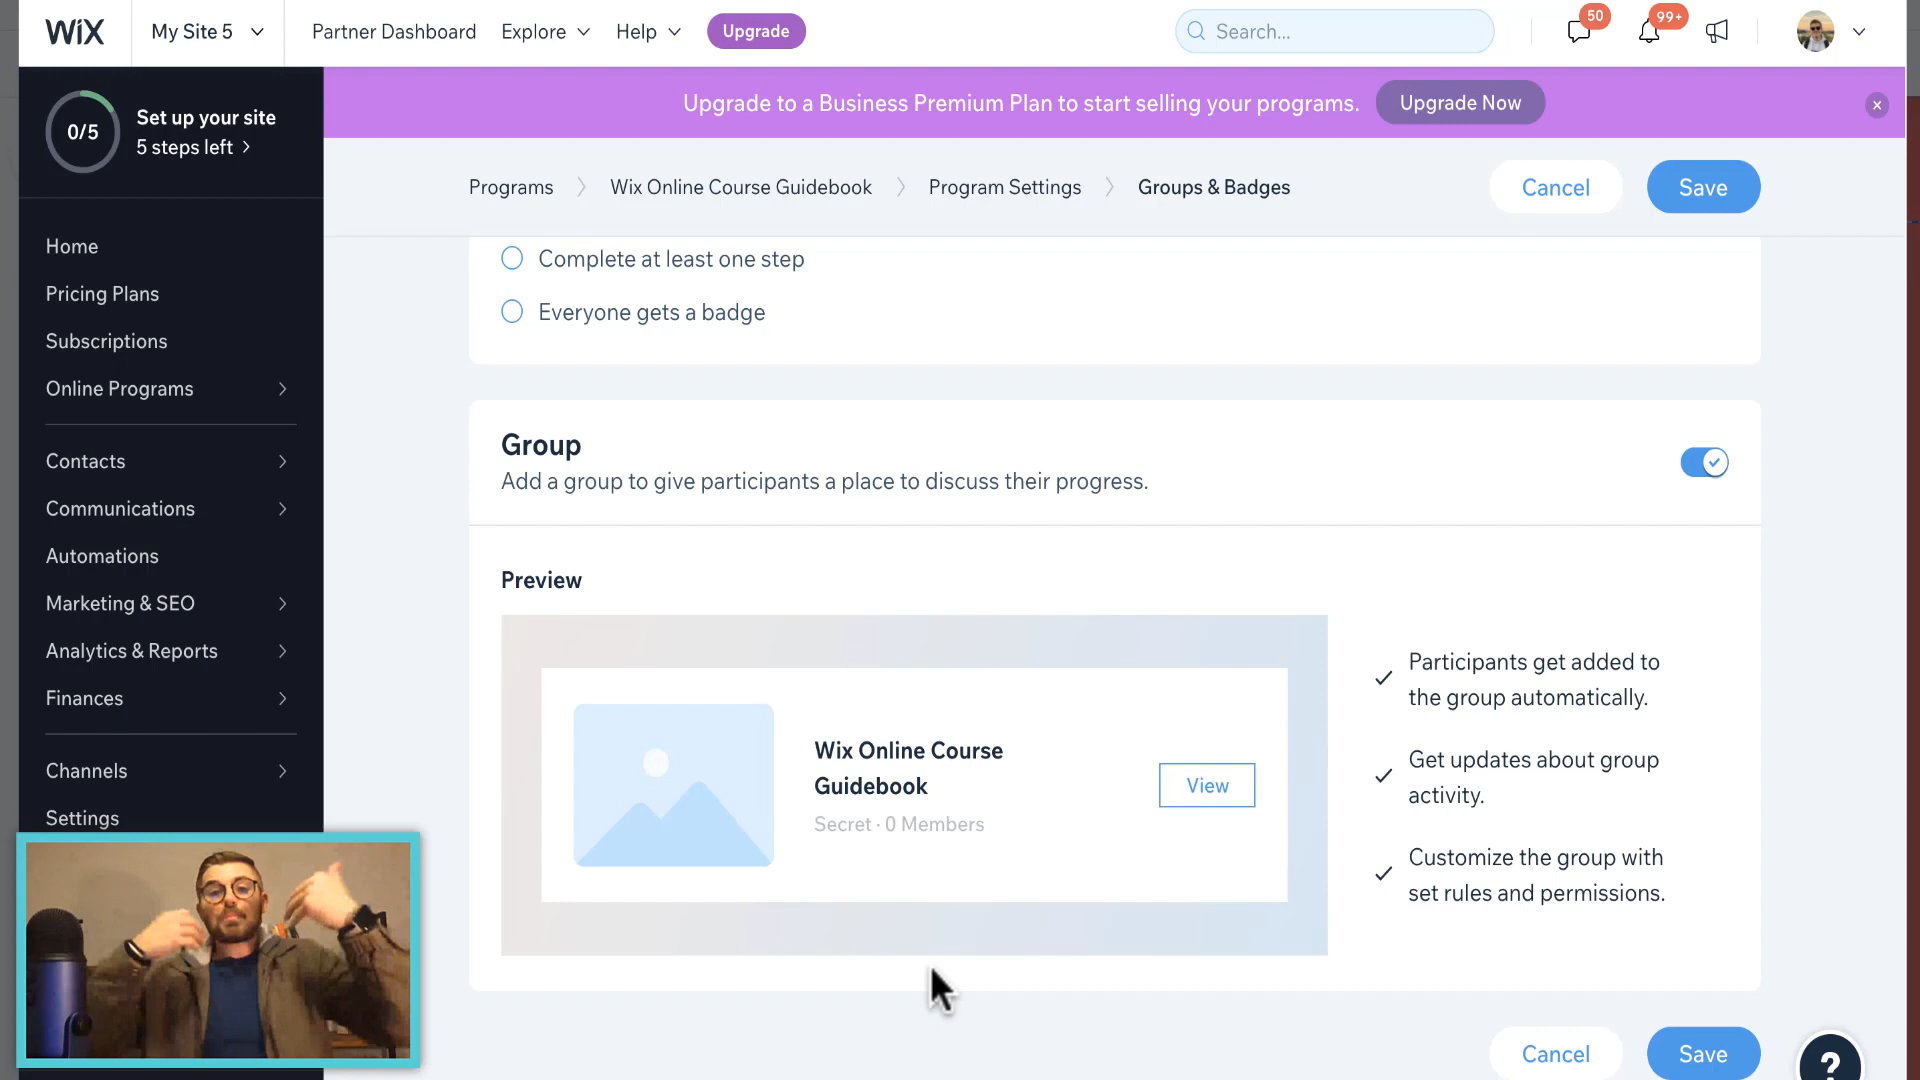 WIX
My Site 5
Partner Dashboard
Explore
Help
Upgrade
Search...
50
99+
0/5
Set up your site
5 steps left
Upgrade to a Business Premium Plan to start selling your programs.
Upgrade Now
Programs
Wix Online Course Guidebook
Program Settings
Groups & Badges
Cancel
Save
Home
Pricing Plans
Subscriptions
Online Programs
Contacts
Communications
Automations
Marketing & SEO
Analytics & Reports
Finances
Channels
Settings
Complete at least one step
Everyone gets a badge
Group
Add a group to give participants a place to discuss their progress.
Preview
Wix Online Course
Guidebook
Secret · 0 Members
View
Participants get added to
the group automatically.
Get updates about group
activity.
Customize the group with
set rules and permissions.
Cancel
Save
?